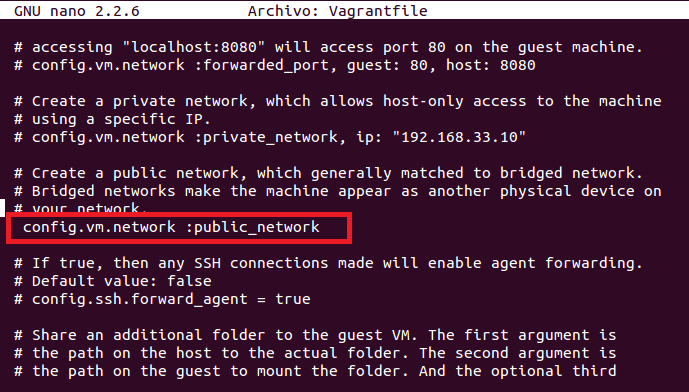 GNU nano 2.2.6 Archivo: Vagrantfile
# accessing "localhost:8080" will access port 80 on the guest machine.
# config.vm.network :forwarded_port, guest: 80, host: 8080
# Create a private network, which allows host-only access to the machine
# using a specific IP.
# config.vm.network :private_network, ip: "192.168.33.10"
# Create a public network, which generally matched to bridged network.
# Bridged networks make the machine appear as another physical device on
# your network.
config.vm.network :public_network
# If true, then any SSH connections made will enable agent forwarding.
# Default value: false
# config.ssh.forward_agent = true
# Share an additional folder to the guest VM. The first argument is
# the path on the host to the actual folder. The second argument is
# the path on the guest to mount the folder. And the optional third